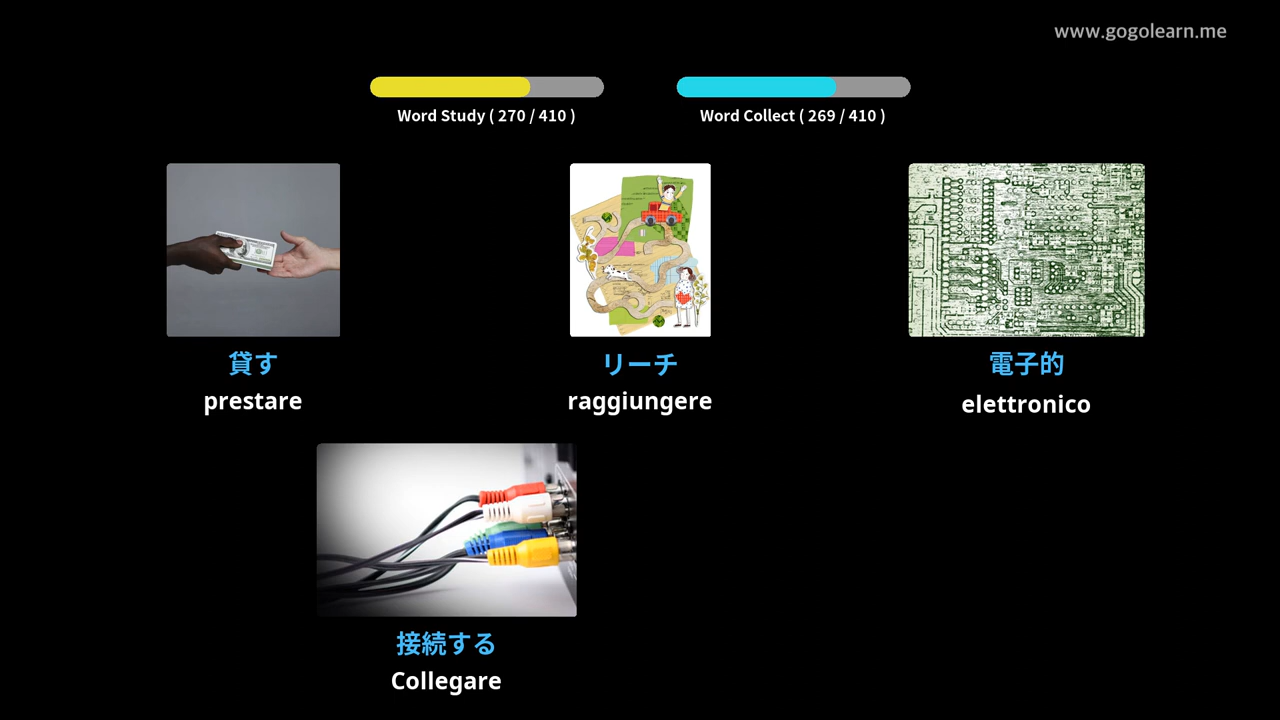 www.gogolearn.me
Word Study ( 270 / 410 )
Word Collect ( 269 / 410 )
貸す
prestare
リーチ
raggiungere
電子的
elettronico
接続する
Collegare